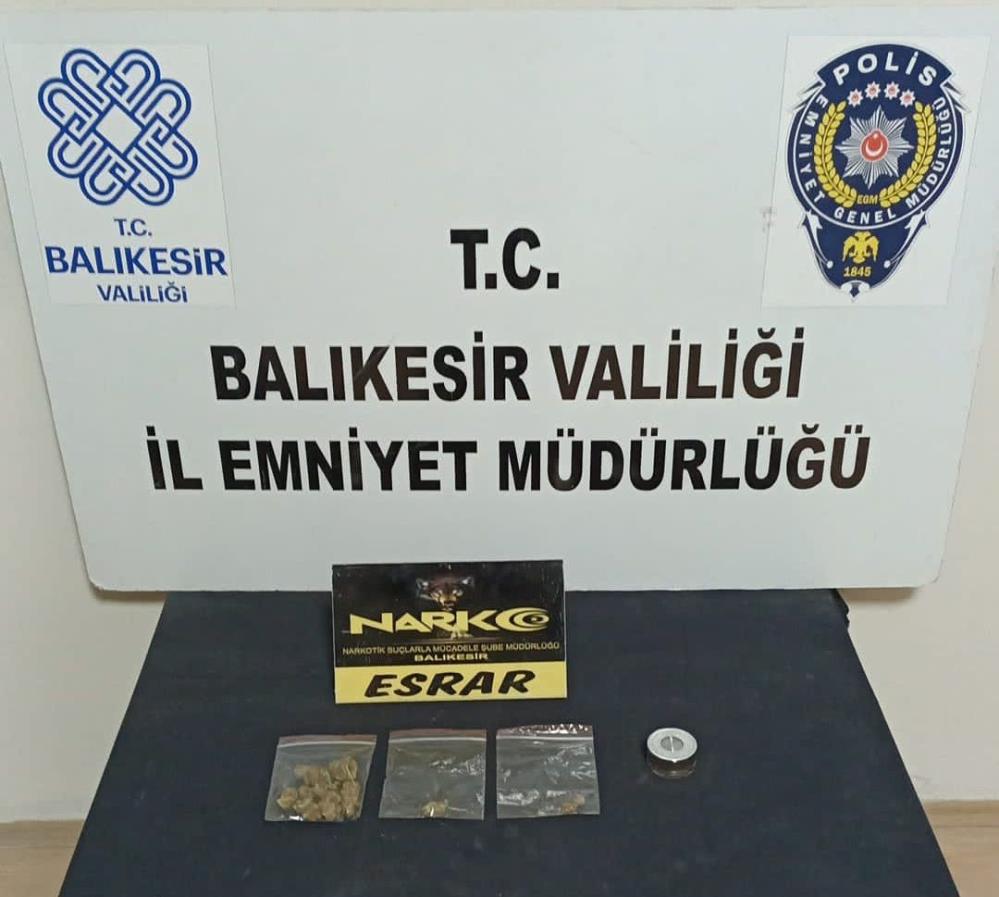 T.C.
BALIKESİR
VALİLİĞİ
POLİS
EMNİYET GENEL MÜDÜRLÜĞÜ
EGM
1845
T.C.
BALIKESİR VALİLİĞİ
İL EMNİYET MÜDÜRLÜĞÜ
NARKO
NARKOTİK SUÇLARLA MÜCADELE ŞUBE MÜDÜRLÜĞÜ
BALIKESİR
ESRAR